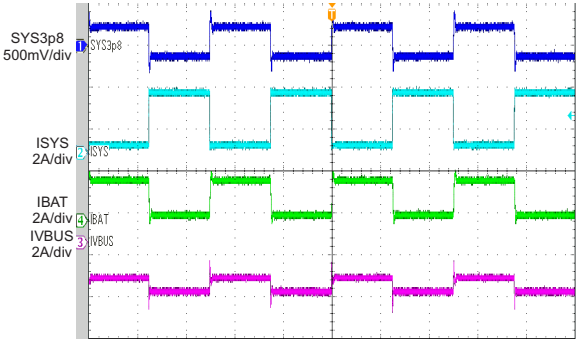 T
SYS3p8
500mV/div
1 SYS3p8
ISYS
2A/div
2 ISYS
IBAT
2A/div
4 IBAT
IVBUS
2A/div
3 IVBUS